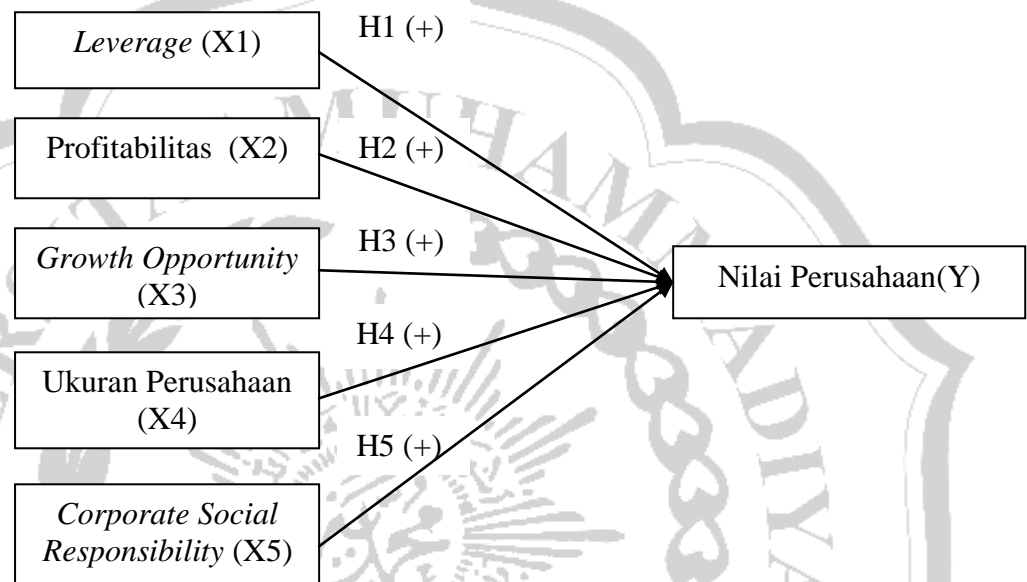 Leverage (X1)
H1 (+)
Profitabilitas (X2)
H2 (+)
Growth Opportunity
(X3)
H3 (+)
Ukuran Perusahaan
(X4)
H4 (+)
Corporate Social
Responsibility (X5)
H5 (+)
Nilai Perusahaan(Y)
MUHAMMADIYA